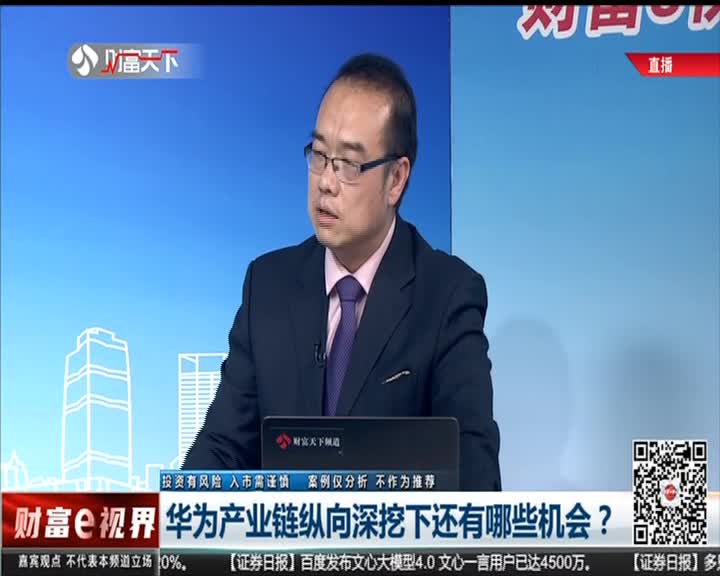 财富天下
财富e
直播
财富天下频道
投资有风险 入市需谨慎 案例仅分析 不作为推荐
财富e视界
华为产业链纵向深挖下还有哪些机会？
嘉宾观点 不代表本频道立场
20%。 【证券日报】百度发布文心大模型4.0 文心一言用户已达4500万。 【证券日报】多